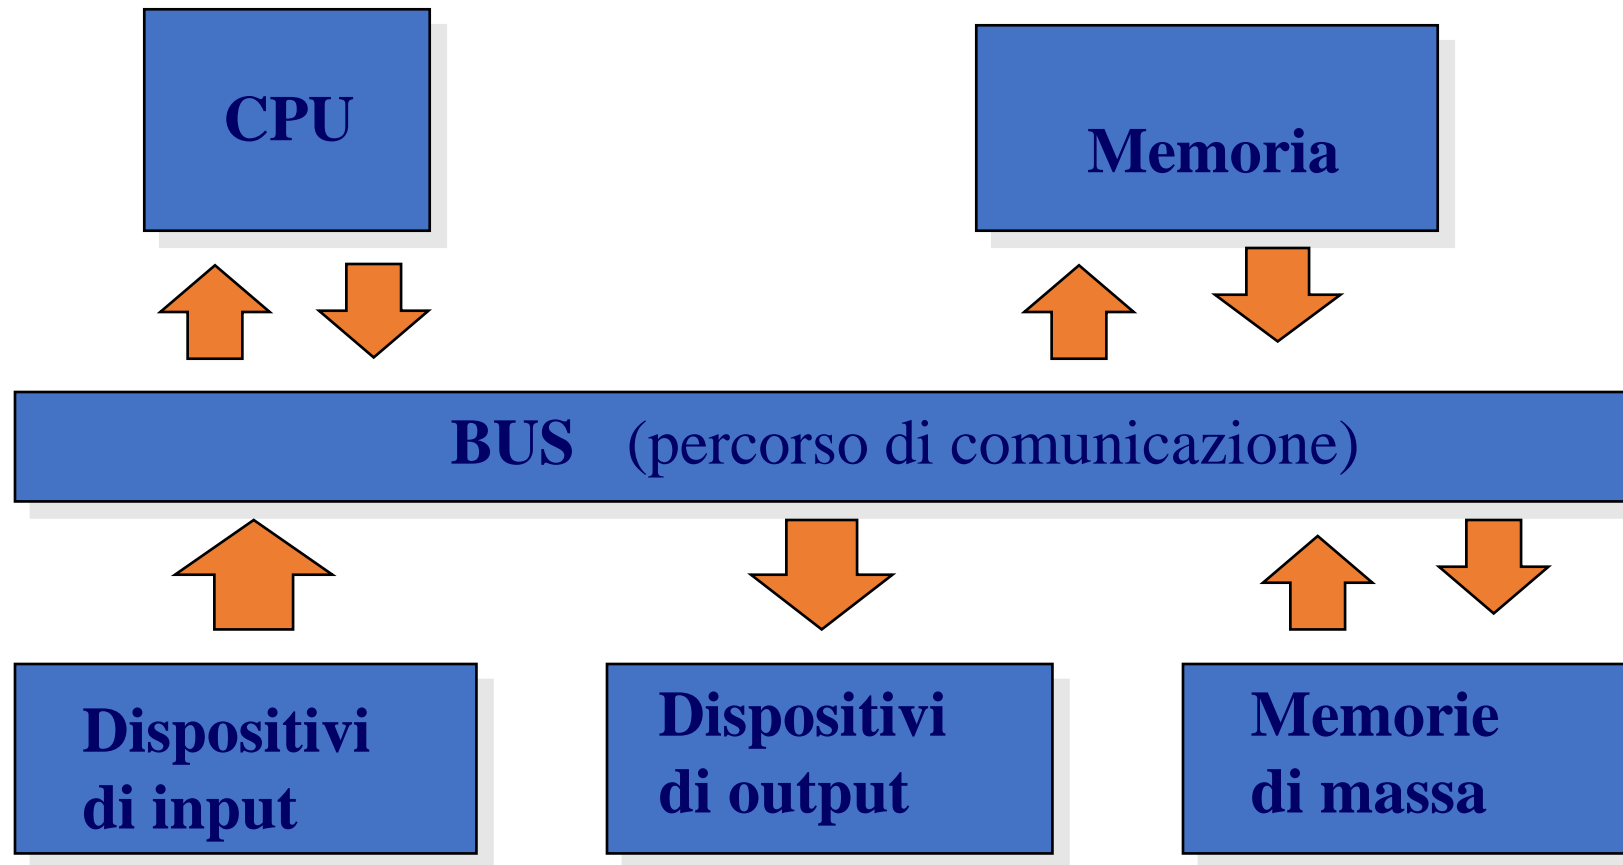 CPU
Memoria
BUS (percorso di comunicazione)
Dispositivi
di input
Dispositivi
di output
Memorie
di massa